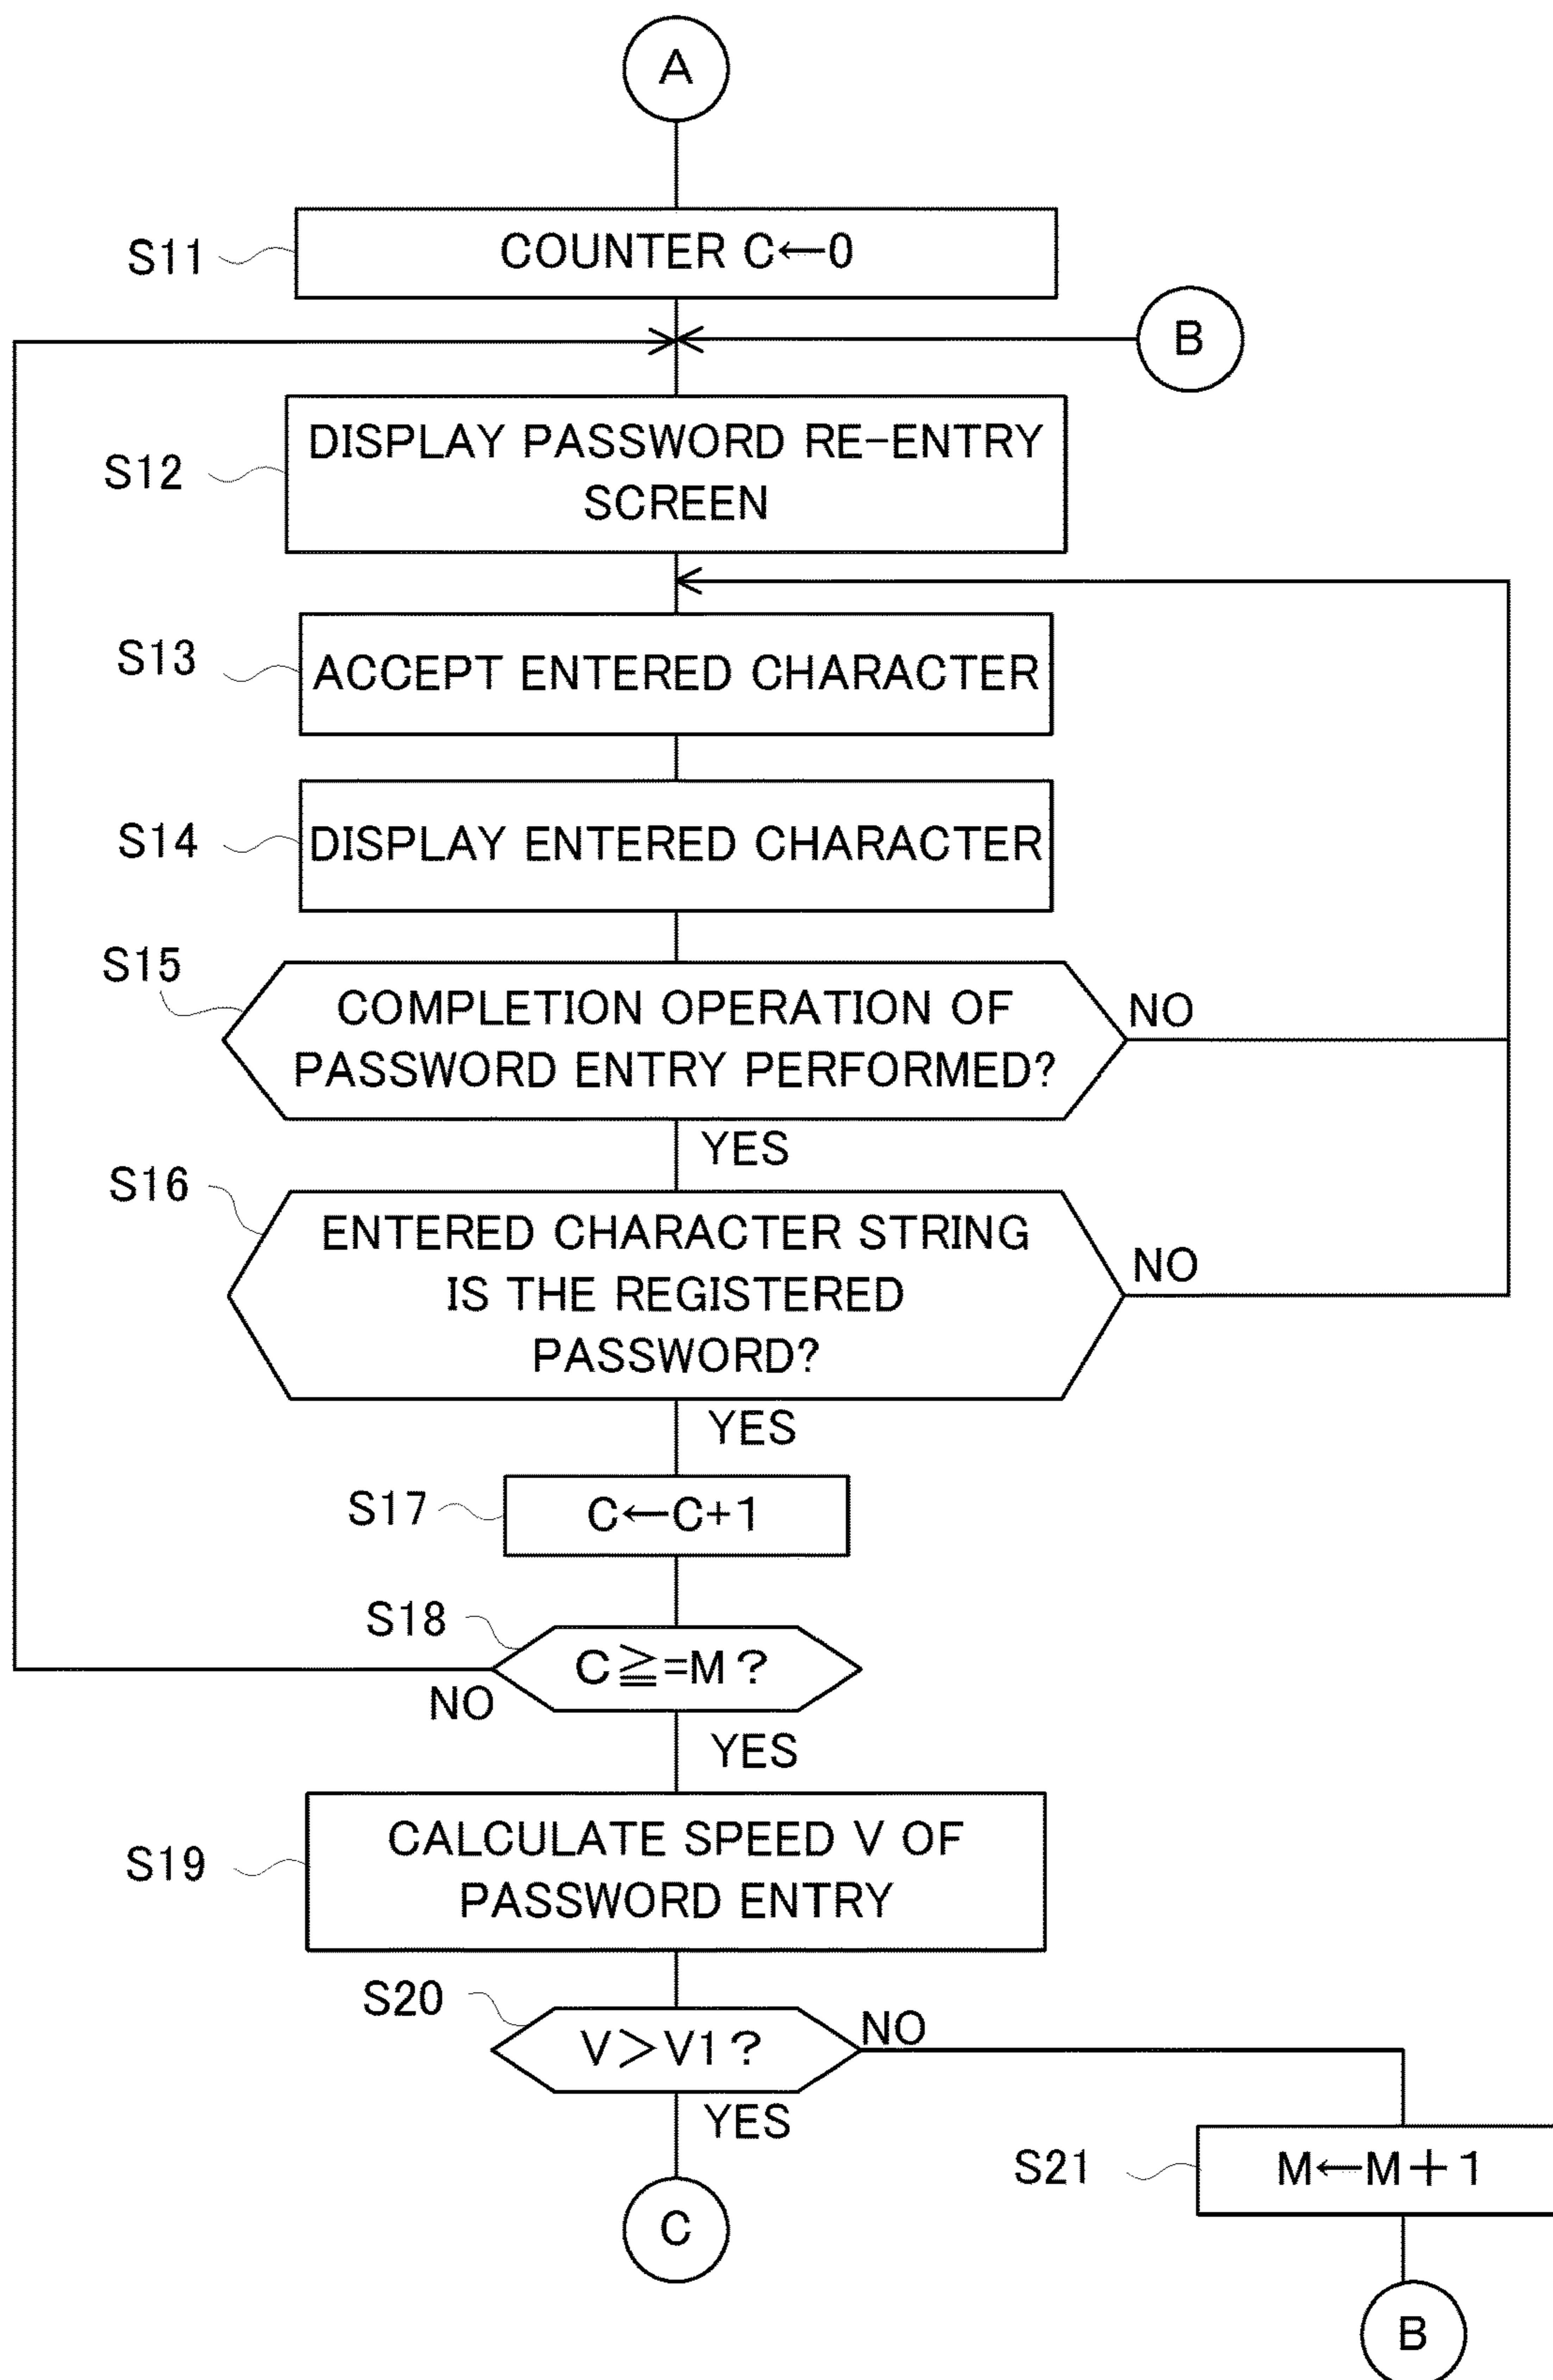 A
S11
COUNTER C←0
B
S12
DISPLAY PASSWORD RE-ENTRY
SCREEN
S13
ACCEPT ENTERED CHARACTER
S14
DISPLAY ENTERED CHARACTER
S15
COMPLETION OPERATION OF
PASSWORD ENTRY PERFORMED?
NO
YES
S16
ENTERED CHARACTER STRING
IS THE REGISTERED
PASSWORD?
NO
YES
S17
C←C+1
S18
C≧=M?
NO
YES
S19
CALCULATE SPEED V OF
PASSWORD ENTRY
S20
V>V1?
NO
YES
S21
M←M+1
C
B